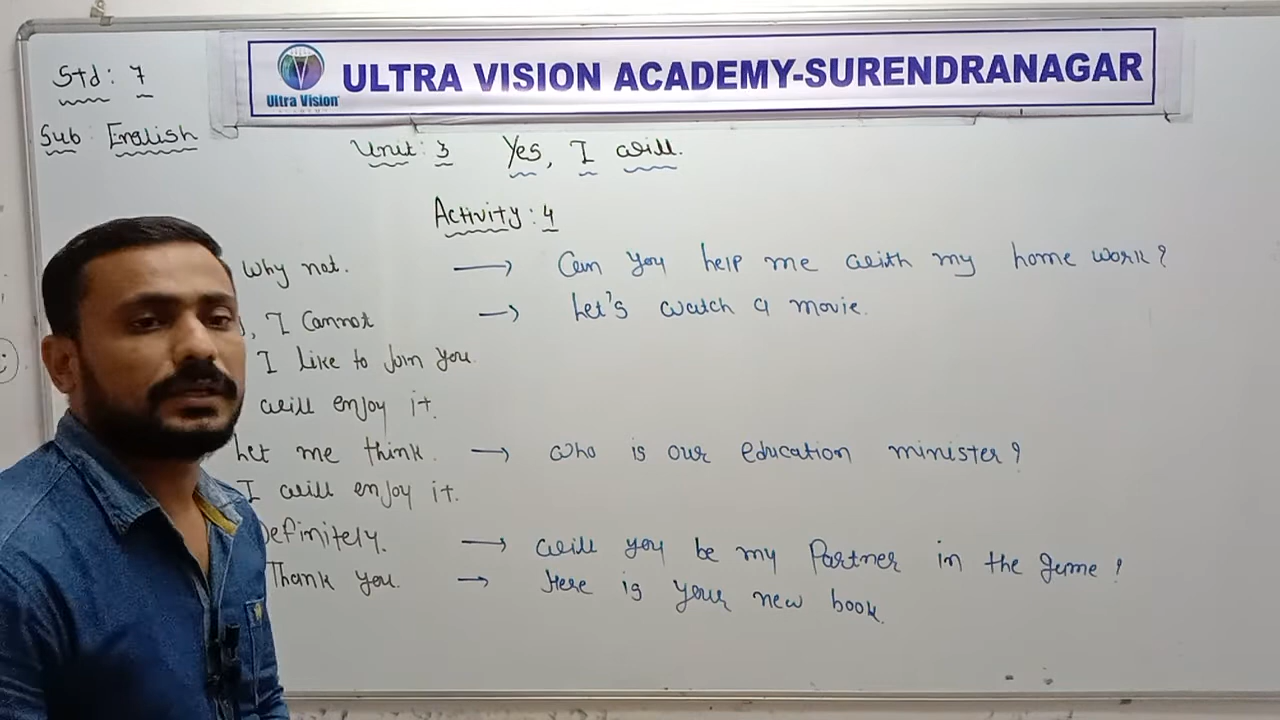 Std: 7
ULTRA VISION ACADEMY-SURENDRANAGAR
Ultra Vision
Sub: English
Unit: 3 Yes, I will.
Activity: 4
Why not. → Can you help me with my home work?
, I Cannot → Let's watch a movie.
I like to Join you.
will enjoy it.
Let me think. → Who is our education minister?
I will enjoy it.
Definitely. → Will you be my Partner in the game?
Thank you. → Here is your new book.